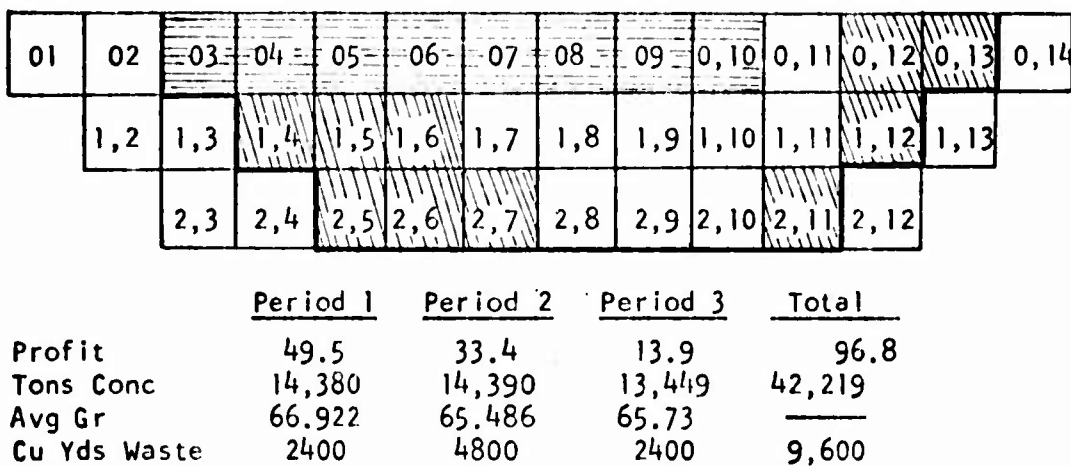 01 02 03 04 05 06 07 08 09 0,10 0,11 0,12 0,13 0,14
1,2 1,3 1,4 1,5 1,6 1,7 1,8 1,9 1,10 1,11 1,12 1,13
2,3 2,4 2,5 2,6 2,7 2,8 2,9 2,10 2,11 2,12
Period 1 Period 2 Period 3 Total
Profit 49.5 33.4 13.9 96.8
Tons Conc 14,380 14,390 13,449 42,219
Avg Gr 66.922 65.486 65.73 —
Cu Yds Waste 2400 4800 2400 9,600